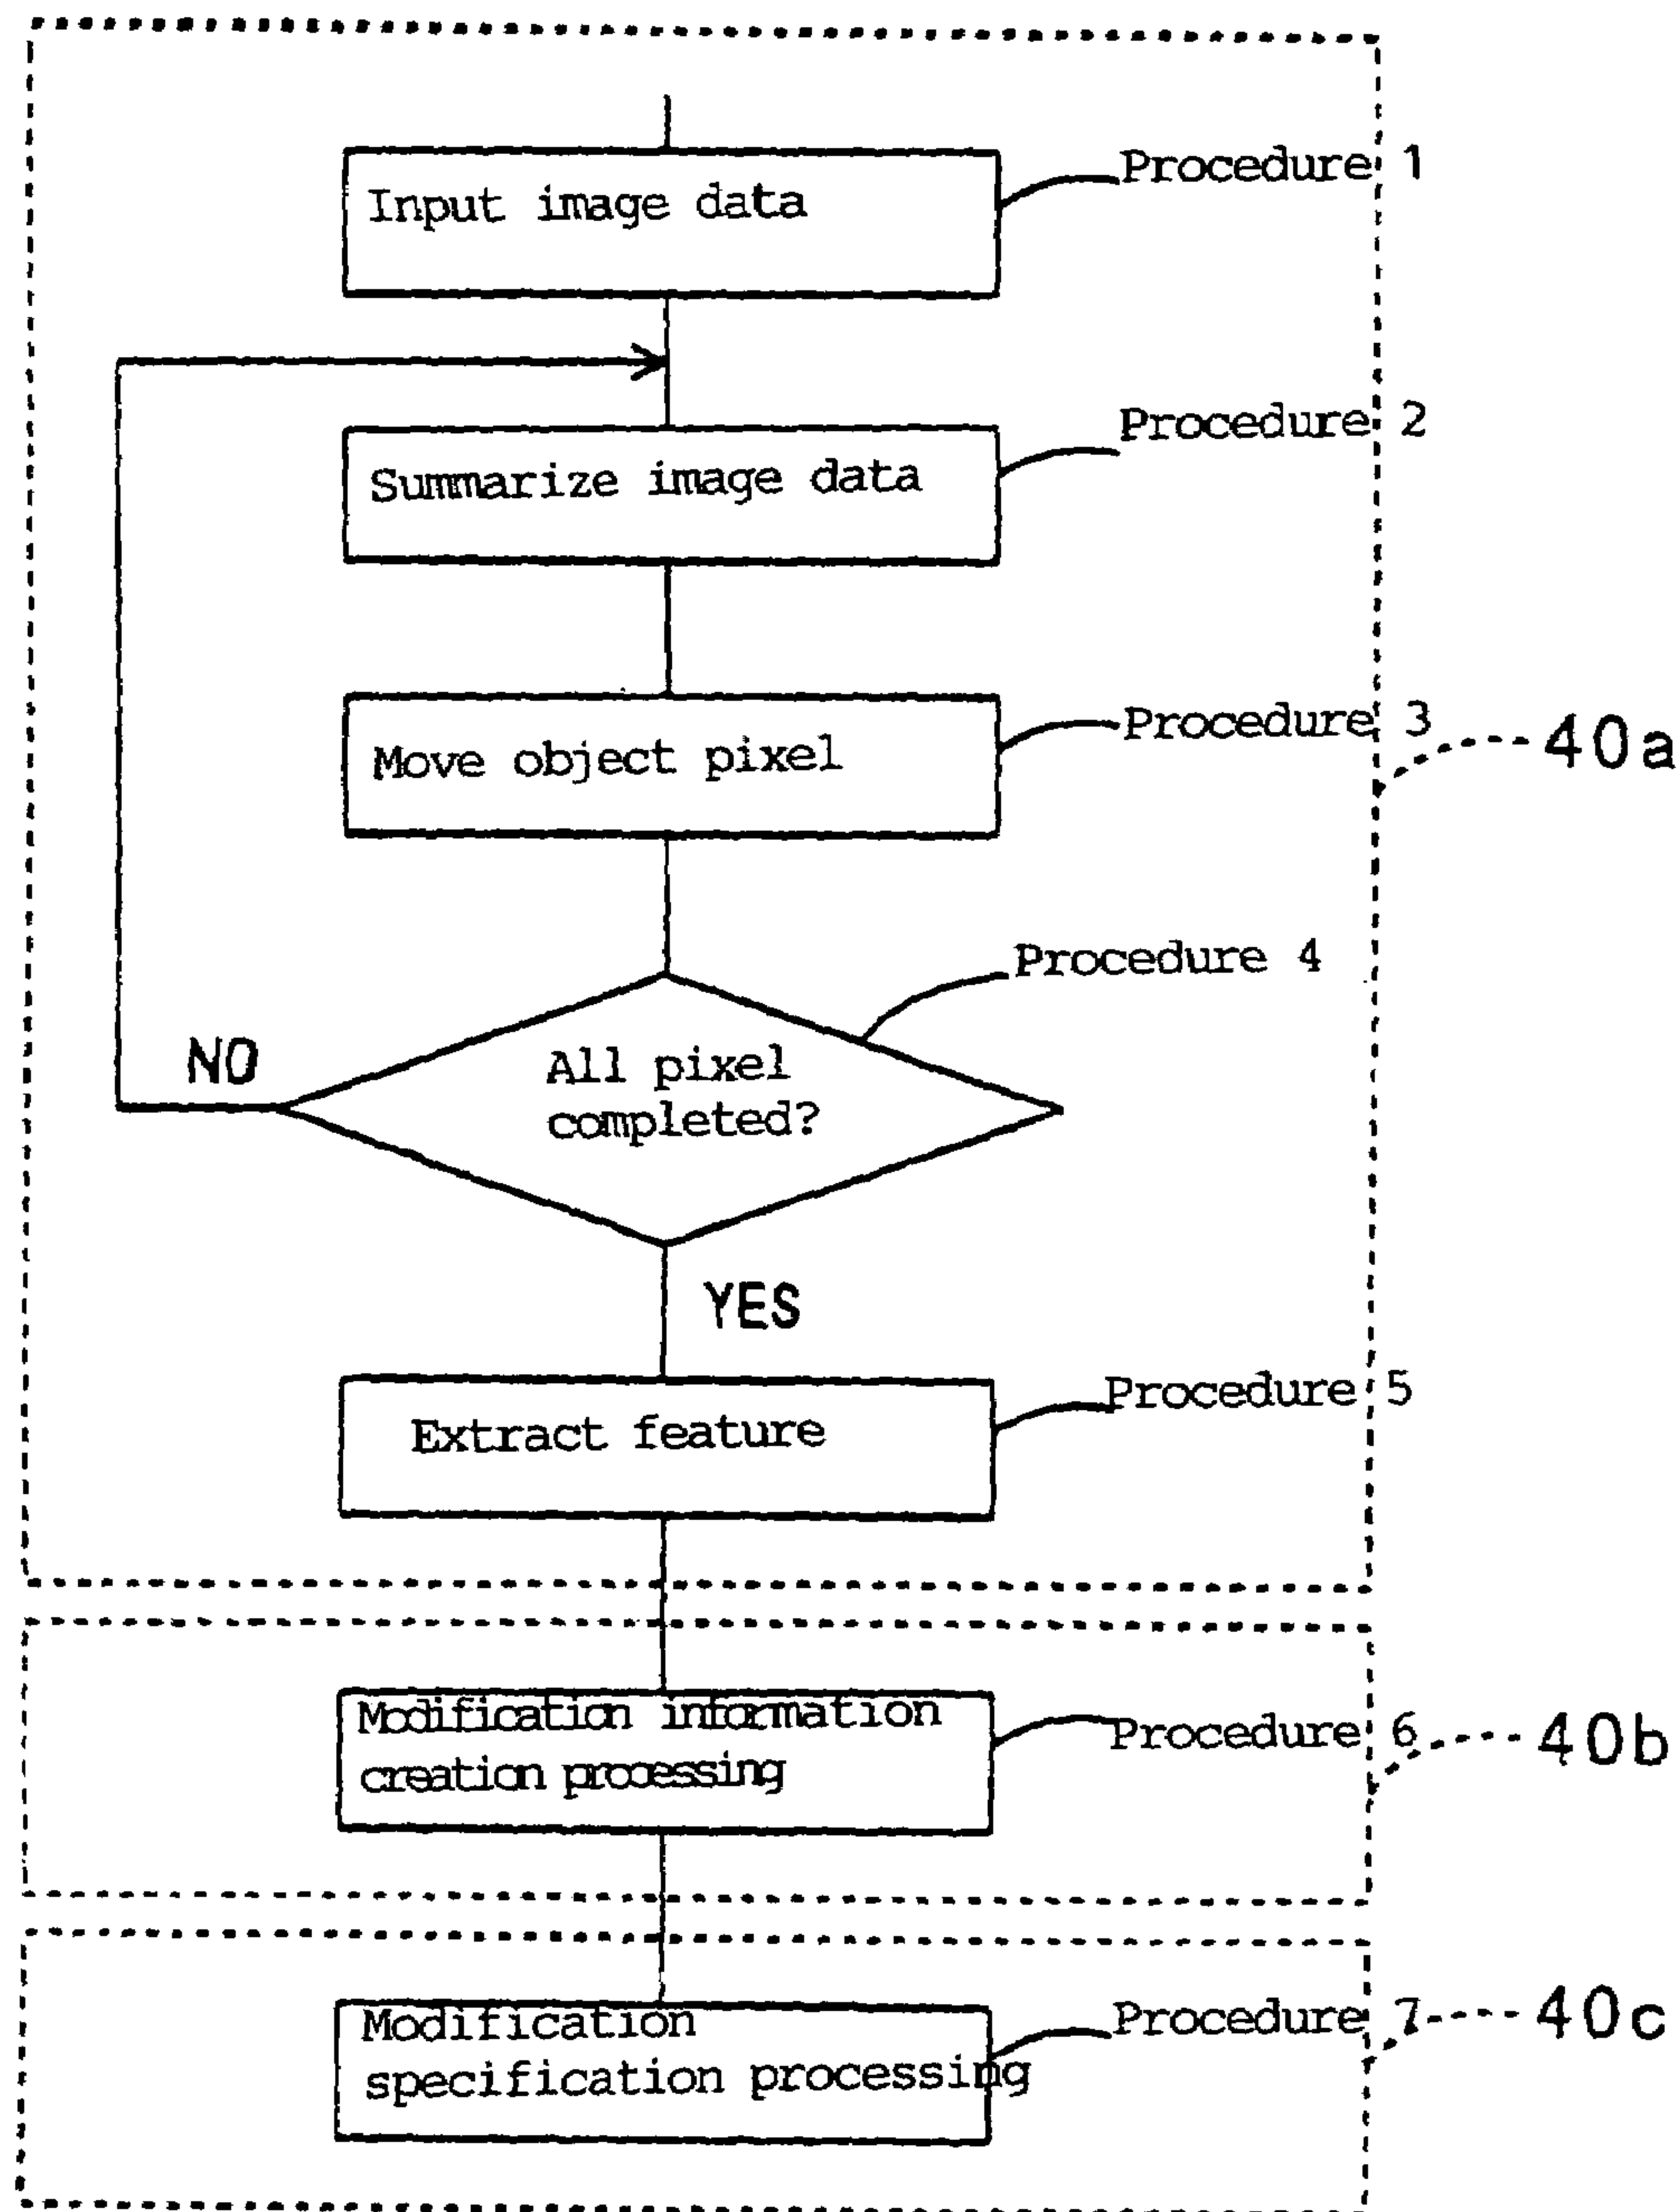 Input image data
Procedure 1
Summarize image data
Procedure 2
Move object pixel
Procedure 3
40a
Procedure 4
NO
All pixel
completed?
YES
Extract feature
Procedure 5
Modification information
creation processing
Procedure 6
40b
Modification
specification processing
Procedure 7
40c